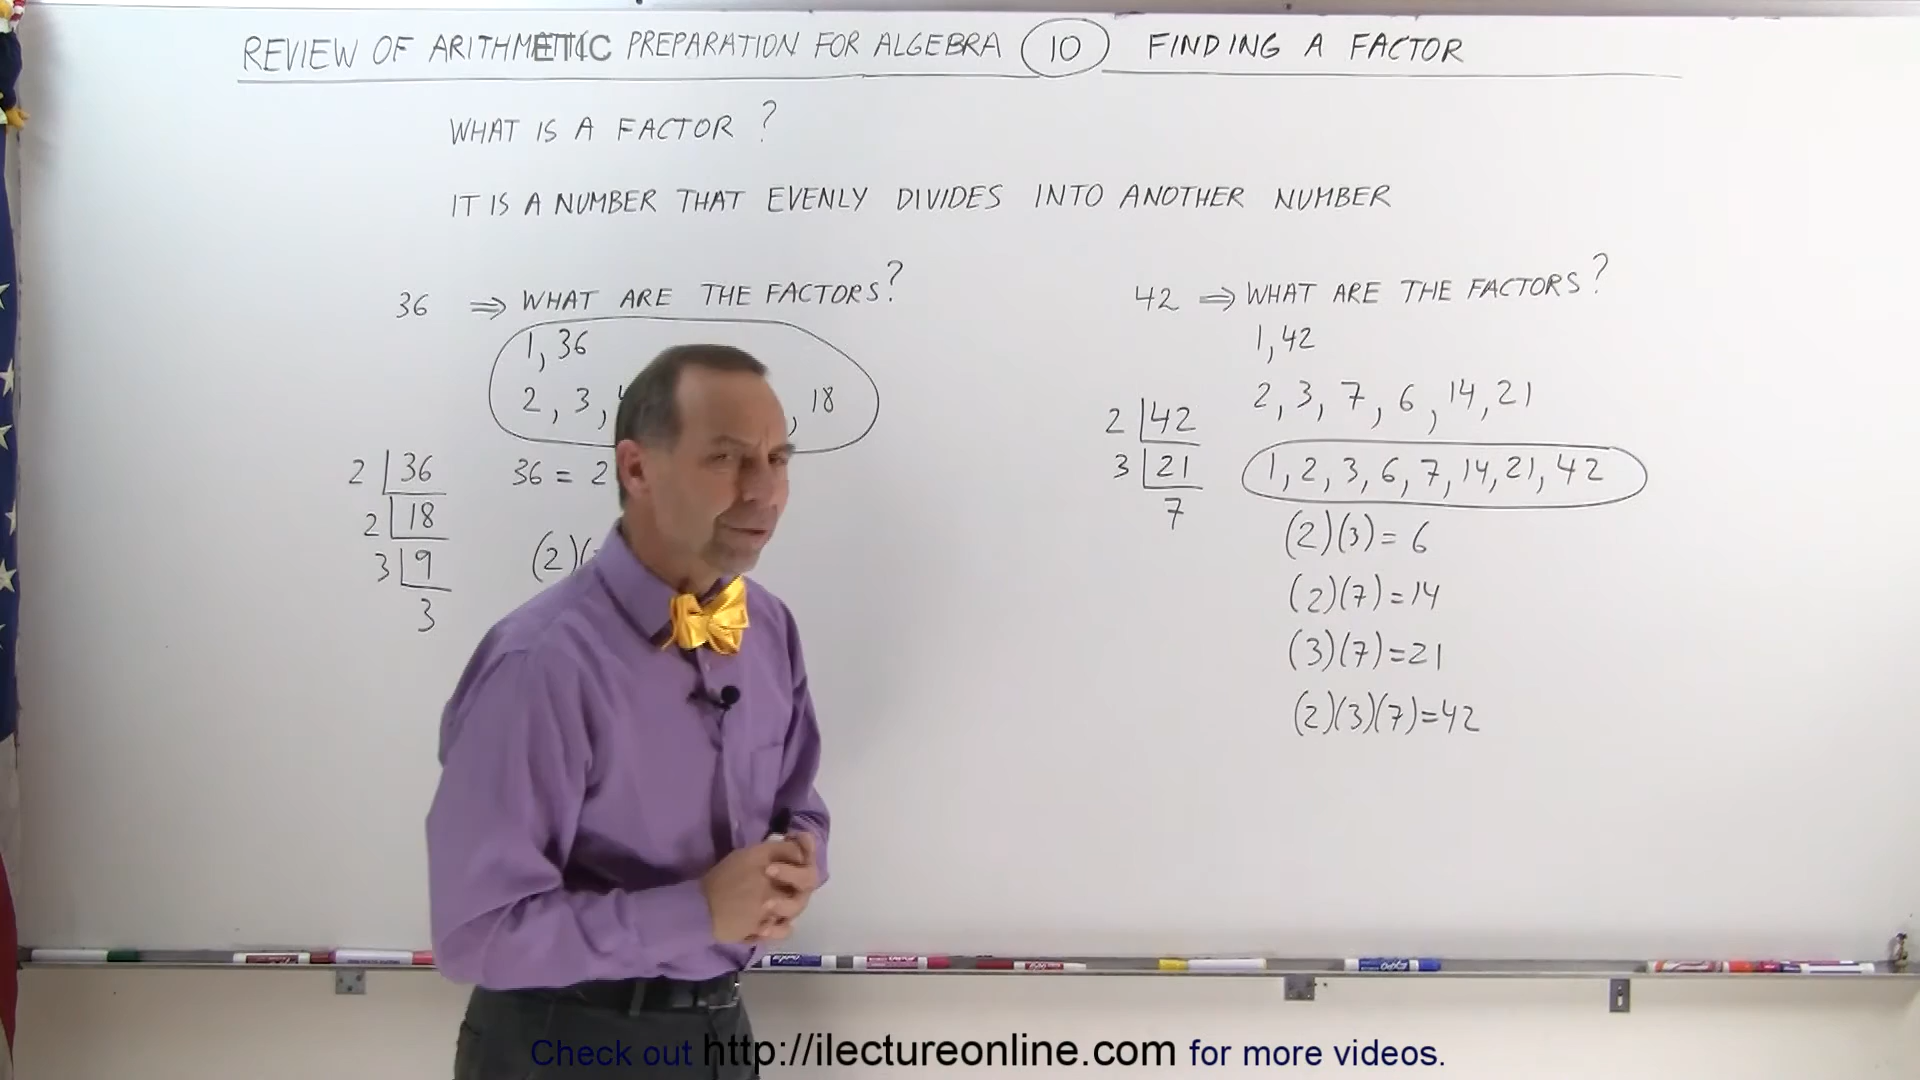 REVIEW OF ARITHMETIC PREPARATION FOR ALGEBRA 10 FINDING A FACTOR
WHAT IS A FACTOR ?
IT IS A NUMBER THAT EVENLY DIVIDES INTO ANOTHER NUMBER
36 ⇒ WHAT ARE THE FACTORS?
1, 36
2, 3, , 18
2 | 36
2 | 18
3 | 9
3
36 = 2
(2)(
42 ⇒ WHAT ARE THE FACTORS?
1, 42
2, 3, 7, 6, 14, 21
2 | 42
3 | 21
7
1, 2, 3, 6, 7, 14, 21, 42
(2)(3) = 6
(2)(7) = 14
(3)(7) = 21
(2)(3)(7) = 42
Check out http://ilectureonline.com for more videos.